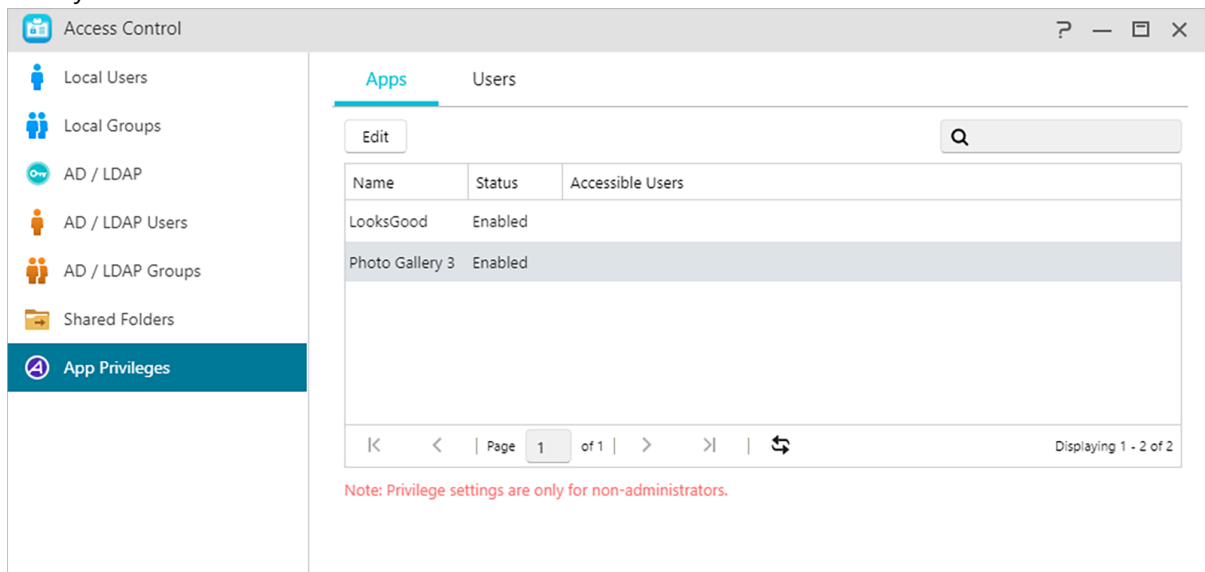 Access Control
Local Users
Local Groups
AD / LDAP
AD / LDAP Users
AD / LDAP Groups
Shared Folders
App Privileges
Apps Users
Edit
Name Status Accessible Users
LooksGood Enabled
Photo Gallery 3 Enabled
Page 1 of 1 Displaying 1 - 2 of 2
Note: Privilege settings are only for non-administrators.